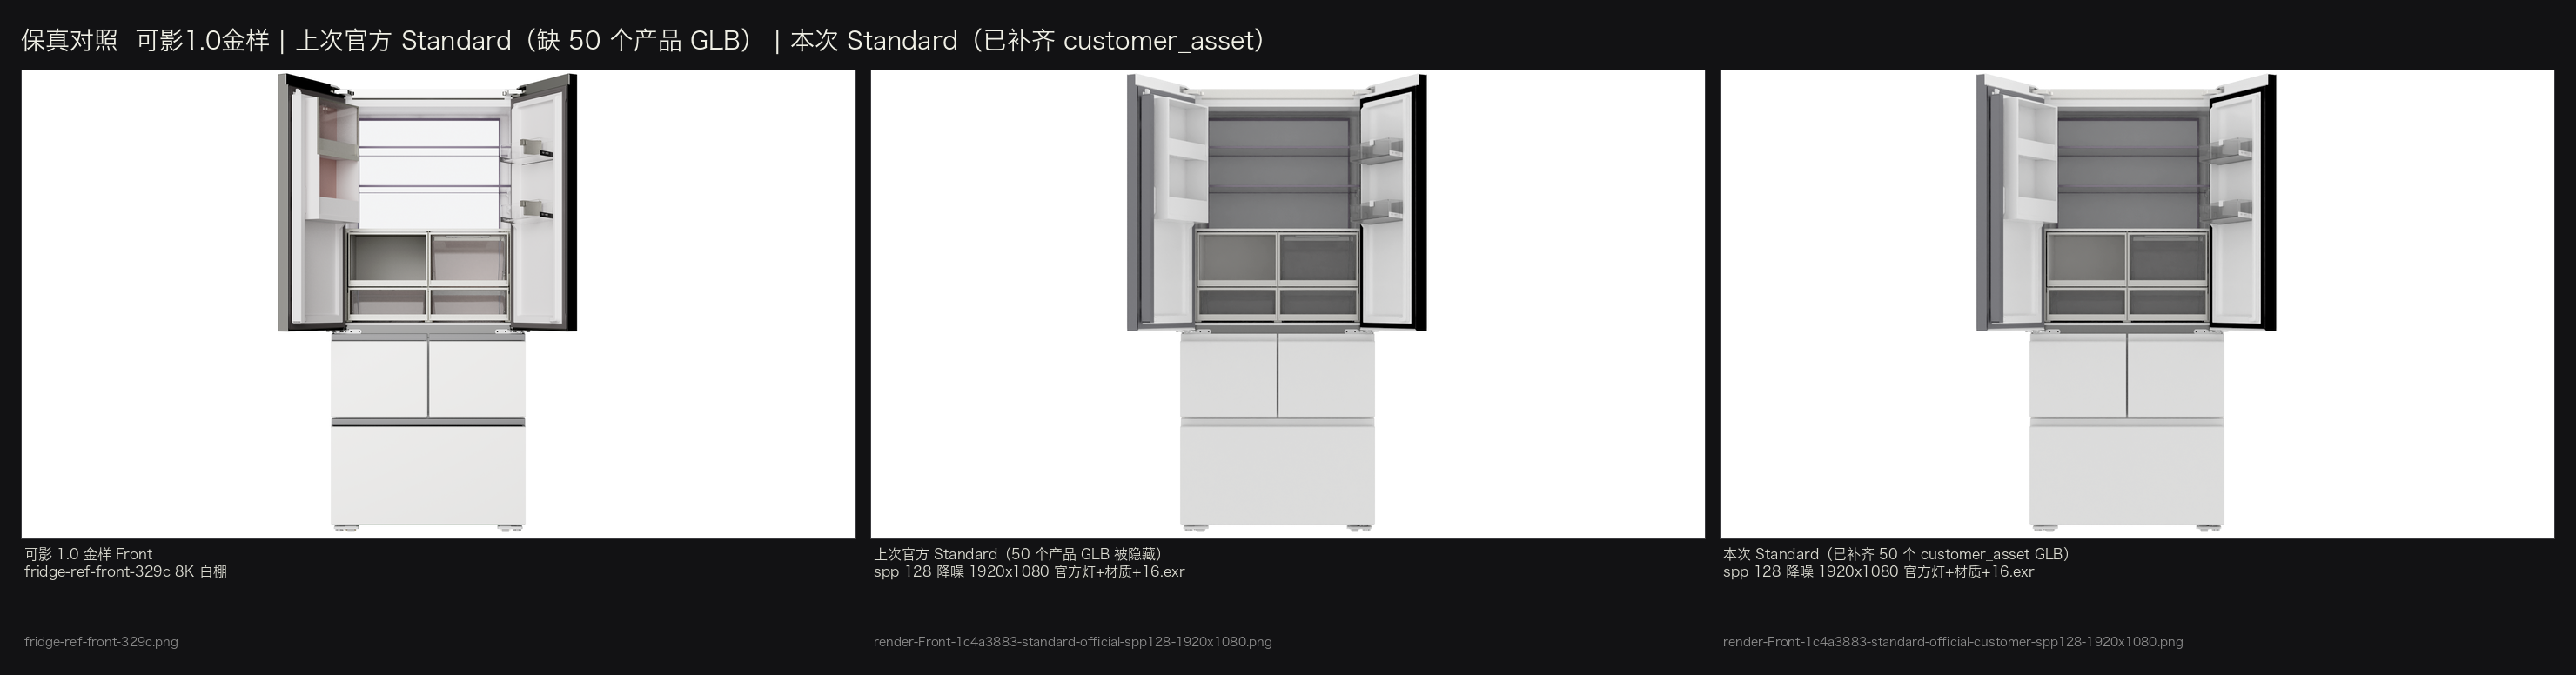 保真对照 可影1.0金样 | 上次官方 Standard（缺 50 个产品 GLB） | 本次 Standard（已补齐 customer_asset）
可影 1.0 金样 Front
fridge-ref-front-329c 8K 白棚
fridge-ref-front-329c.png
上次官方 Standard（50 个产品 GLB 被隐藏）
spp 128 降噪 1920x1080 官方灯+材质+16.exr
render-Front-1c4a3883-standard-official-spp128-1920x1080.png
本次 Standard（已补齐 50 个 customer_asset GLB）
spp 128 降噪 1920x1080 官方灯+材质+16.exr
render-Front-1c4a3883-standard-official-customer-spp128-1920x1080.png